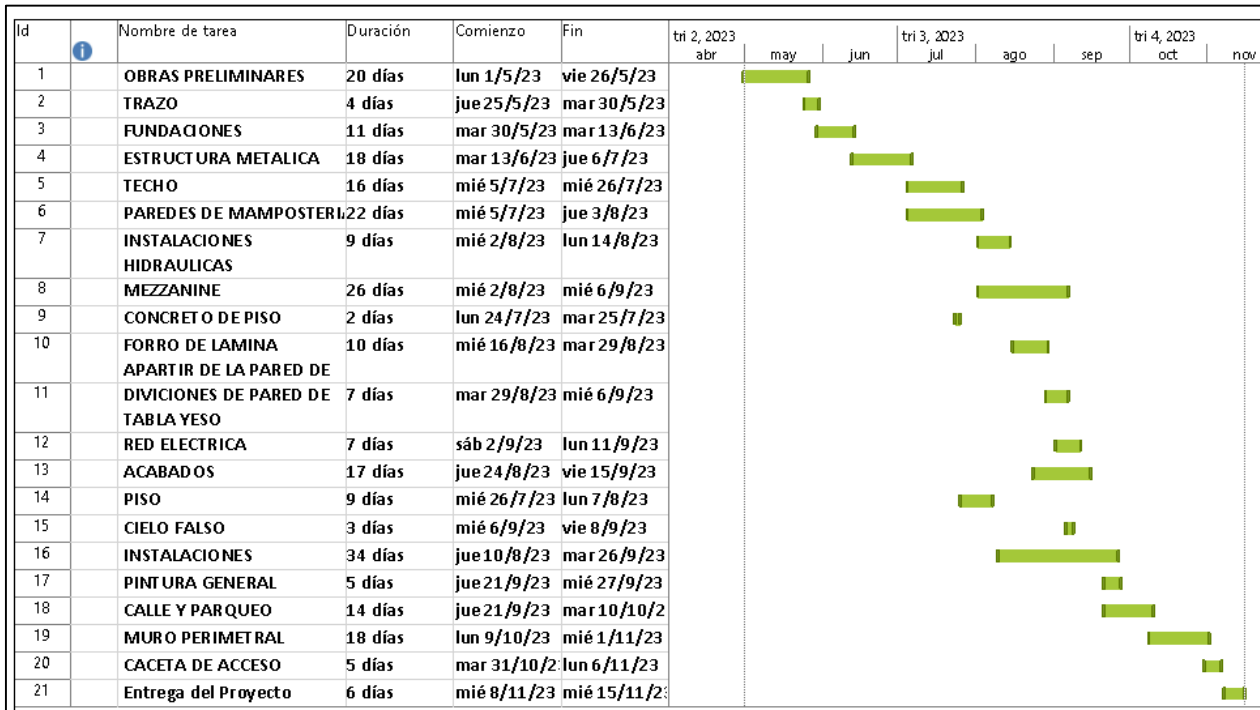 Id Nombre de tarea Duración Comienzo Fin tri 2, 2023 tri 3, 2023 tri 4, 2023
abr may jun jul ago sep oct nov
1 OBRAS PRELIMINARES 20 días lun 1/5/23 vie 26/5/23
2 TRAZO 4 días jue 25/5/23 mar 30/5/23
3 FUNDACIONES 11 días mar 30/5/23 mar 13/6/23
4 ESTRUCTURA METALICA 18 días mar 13/6/23 jue 6/7/23
5 TECHO 16 días mié 5/7/23 mié 26/7/23
6 PAREDES DE MAMPOSTERI 22 días mié 5/7/23 jue 3/8/23
7 INSTALACIONES 9 días mié 2/8/23 lun 14/8/23
HIDRAULICAS
8 MEZZANINE 26 días mié 2/8/23 mié 6/9/23
9 CONCRETO DE PISO 2 días lun 24/7/23 mar 25/7/23
10 FORRO DE LAMINA 10 días mié 16/8/23 mar 29/8/23
APARTIR DE LA PARED DE
11 DIVICIONES DE PARED DE 7 días mar 29/8/23 mié 6/9/23
TABLA YESO
12 RED ELECTRICA 7 días sáb 2/9/23 lun 11/9/23
13 ACABADOS 17 días jue 24/8/23 vie 15/9/23
14 PISO 9 días mié 26/7/23 lun 7/8/23
15 CIELO FALSO 3 días mié 6/9/23 vie 8/9/23
16 INSTALACIONES 34 días jue 10/8/23 mar 26/9/23
17 PINTURA GENERAL 5 días jue 21/9/23 mié 27/9/23
18 CALLE Y PARQUEO 14 días jue 21/9/23 mar 10/10/2
19 MURO PERIMETRAL 18 días lun 9/10/23 mié 1/11/23
20 CACETA DE ACCESO 5 días mar 31/10/2 lun 6/11/23
21 Entrega del Proyecto 6 días mié 8/11/23 mié 15/11/2